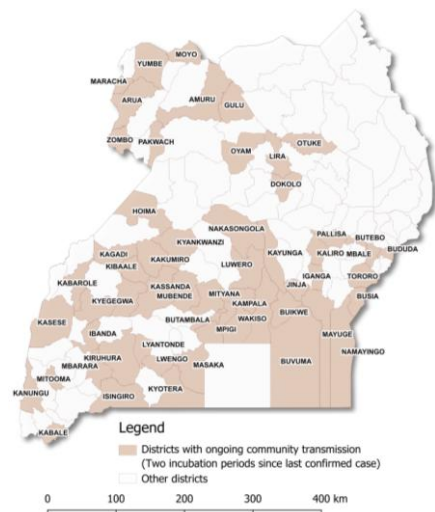 MOYO
YUMBE
MARACHA
ARUA
AMURU
GULU
ZOMBO
PAKWACH
OYAM
LIRA
OTUKE
DOKOLO
HOIMA
NAKASONGOLA
KYANKWANZI
PALLISA
BUTEBO
BUDUDA
KAGADI
KAKUMIRO
LUWERO
KAYUNGA
KALIRO
MBALE
KIBAALE
KABAROLE
KASSANDA
MITYANA
IGANGA
TORORO
KYEGEGWA
MUBENDE
KAMPALA
JINJA
BUSIA
KASESE
BUTAMBALA
WAKISO
BUIKWE
IBANDA
MPIGI
MAYUGE
LYANTONDE
KIRUHURA
LWENGO
MASAKA
BUVUMA
NAMAYINGO
MBARARA
MITOOMA
KANUNGU
ISINGIRO
KYOTERA
KABALE
Legend
Districts with ongoing community transmission
(Two incubation periods since last confirmed case)
Other districts
0 100 200 300 400 km